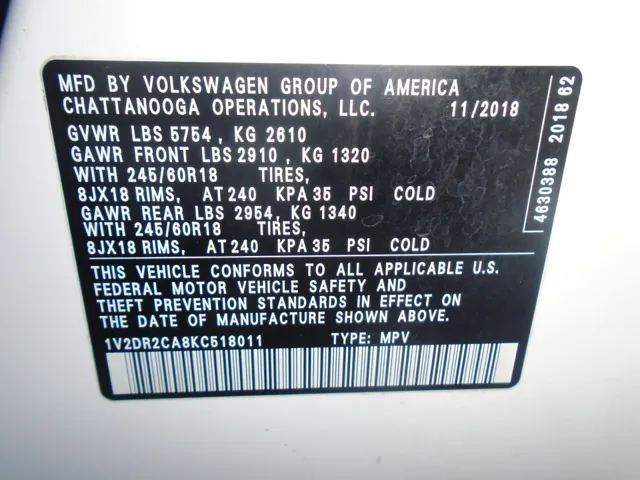 MFD BY VOLKSWAGEN GROUP OF AMERICA
CHATTANOOGA OPERATIONS, LLC. 11/2018
GVWR LBS 5754 , KG 2610
GAWR FRONT LBS 2910 , KG 1320
WITH 245/60R18 TIRES,
8JX18 RIMS, AT 240 KPA 35 PSI COLD
GAWR REAR LBS 2954 , KG 1340
WITH 245/60R18 TIRES,
8JX18 RIMS, AT 240 KPA 35 PSI COLD
THIS VEHICLE CONFORMS TO ALL APPLICABLE U.S.
FEDERAL MOTOR VEHICLE SAFETY AND
THEFT PREVENTION STANDARDS IN EFFECT ON
THE DATE OF MANUFACTURE SHOWN ABOVE.
1V2DR2CA8KC518011 TYPE: MPV
4630388 2018 62